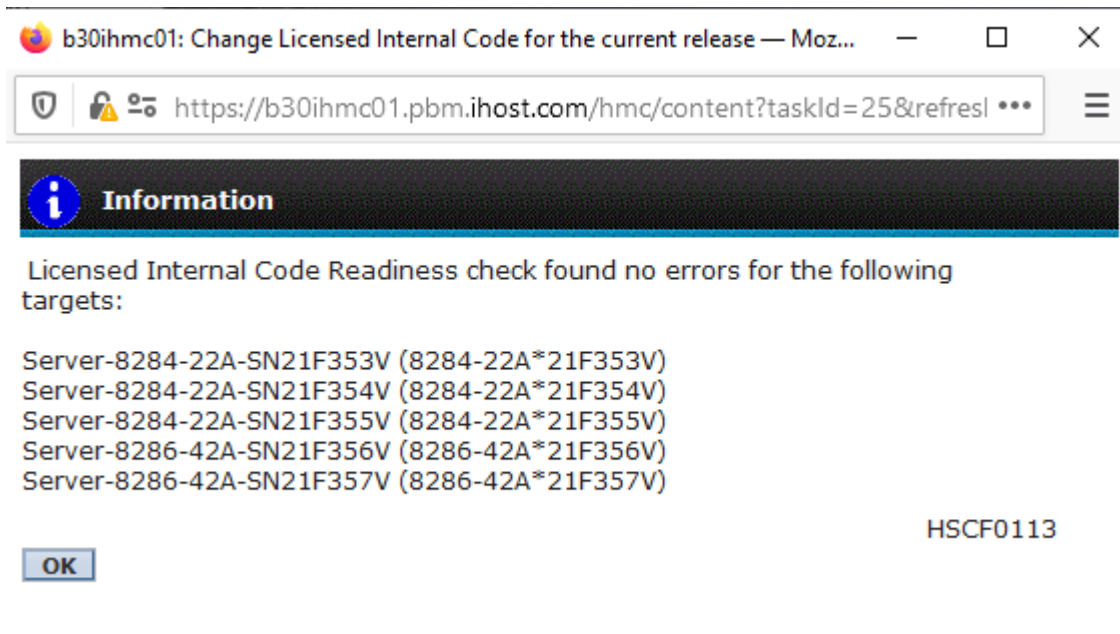 b30ihmc01: Change Licensed Internal Code for the current release — Moz...
https://b30ihmc01.pbm.ihost.com/hmc/content?taskId=25&refresl •••
Information
Licensed Internal Code Readiness check found no errors for the following
targets:
Server-8284-22A-SN21F353V (8284-22A*21F353V)
Server-8284-22A-SN21F354V (8284-22A*21F354V)
Server-8284-22A-SN21F355V (8284-22A*21F355V)
Server-8286-42A-SN21F356V (8286-42A*21F356V)
Server-8286-42A-SN21F357V (8286-42A*21F357V)
HSCF0113
OK